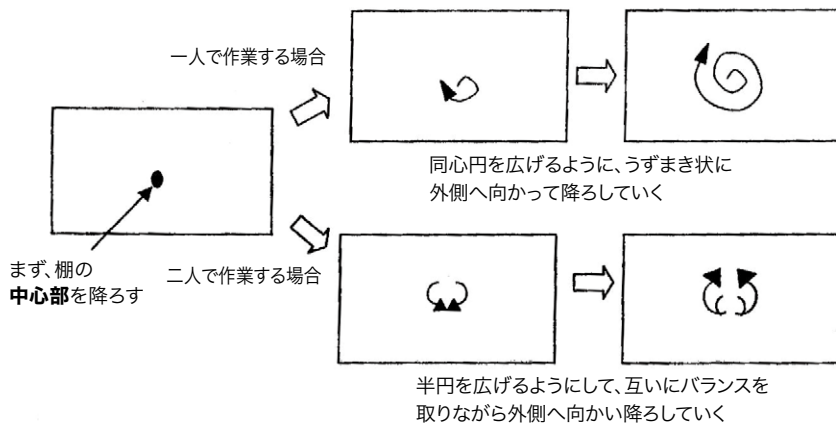 一人で作業する場合
同心円を広げるように、うずまき状に
外側へ向かって降ろしていく
まず、棚の
中心部を降ろす
二人で作業する場合
半円を広げるようにして、互いにバランスを
取りながら外側へ向かい降ろしていく